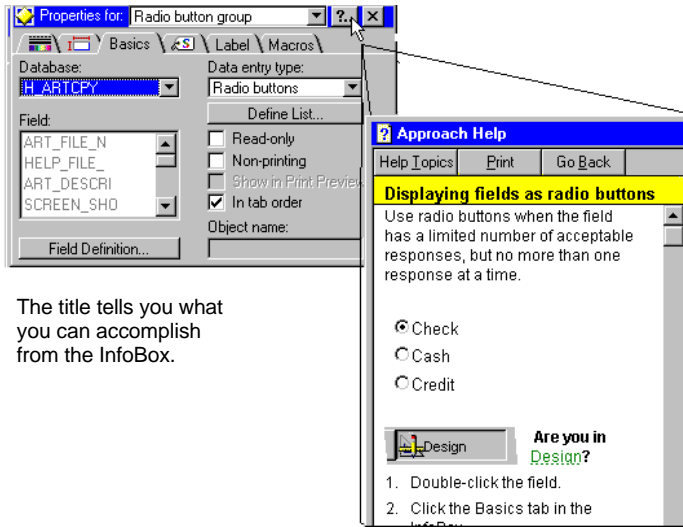 Properties for: Radio button group ?..
Basics S Label Macros
Database:
H_ARTCPY
Field:
ART_FILE_N
HELP_FILE_
ART_DESCRI
SCREEN_SHO
Field Definition...
Data entry type:
Radio buttons
Define List...
Read-only
Non-printing
Show in Print Preview
In tab order
Object name:
The title tells you what
you can accomplish
from the InfoBox.
? Approach Help
Help Topics Print Go Back
Displaying fields as radio buttons
Use radio buttons when the field
has a limited number of acceptable
responses, but no more than one
response at a time.
Check
Cash
Credit
Design
Are you in
Design?
1. Double-click the field.
2. Click the Basics tab in the
InfoBox